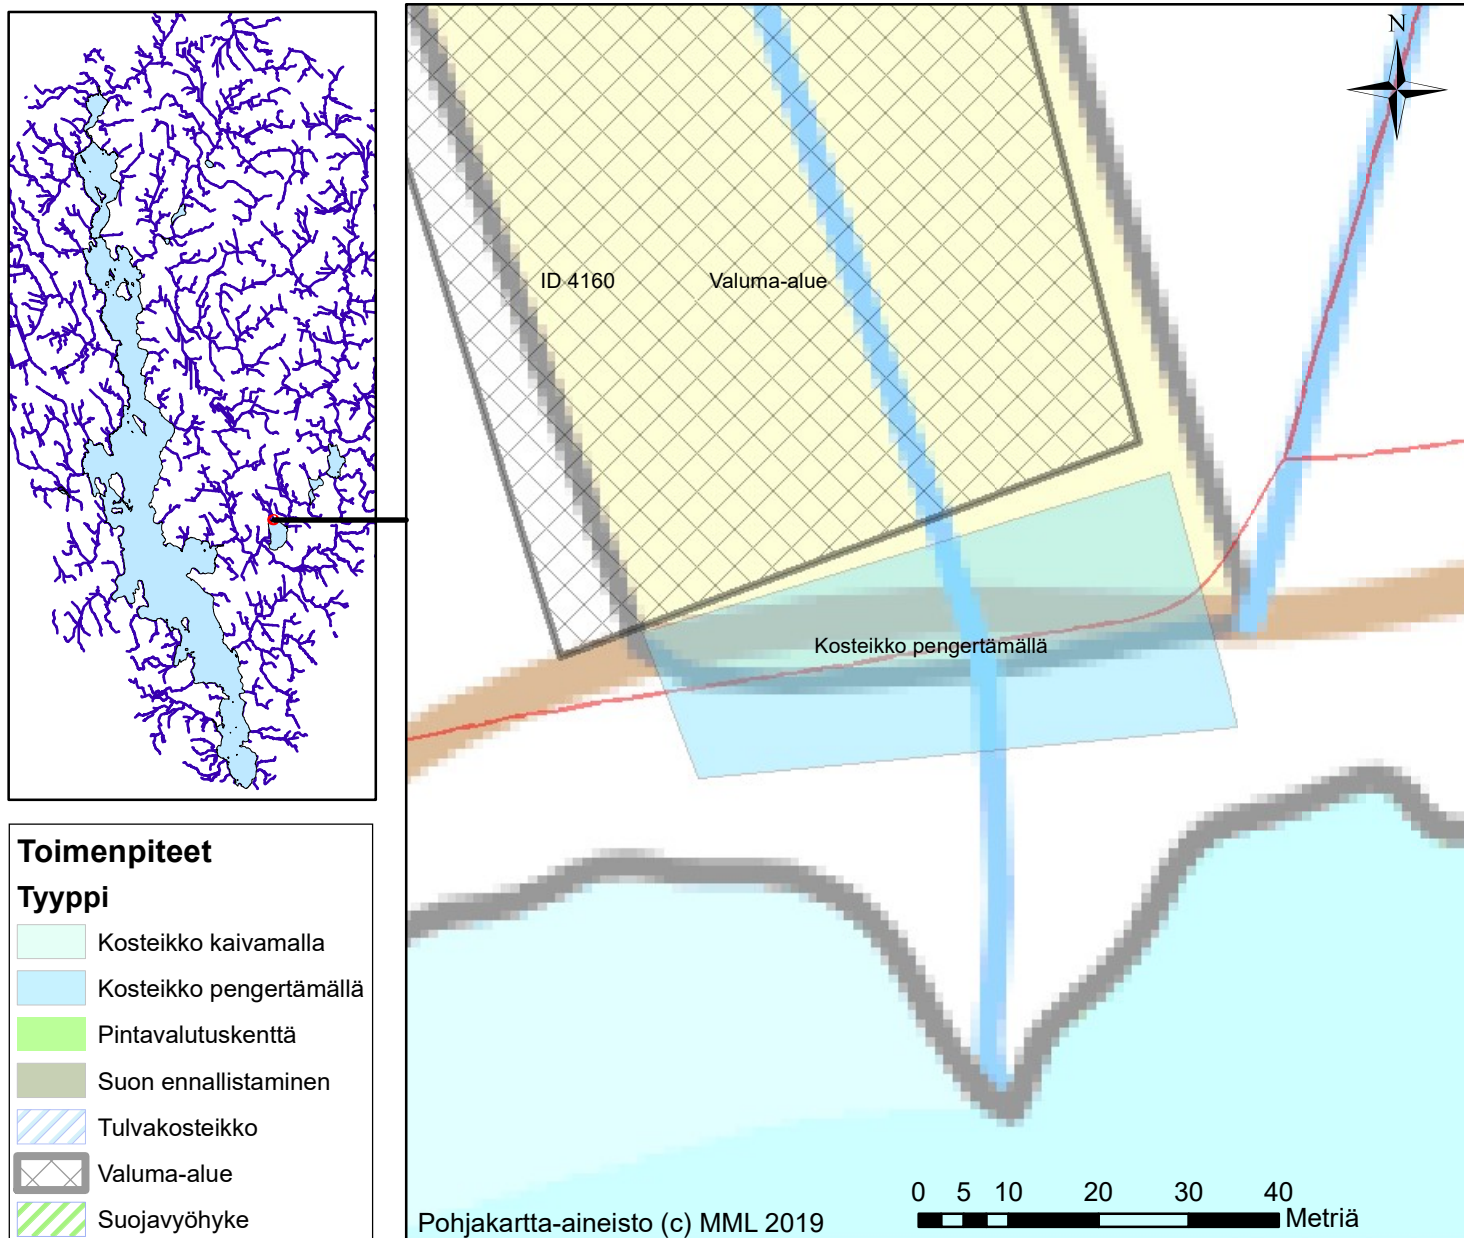 N
ID 4160
Valuma-alue
Kosteikko pengertämällä
Toimenpiteet
Tyyppi
Kosteikko kaivamalla
Kosteikko pengertämällä
Pintavalutuskenttä
Suon ennallistaminen
Tulvakosteikko
Valuma-alue
Suojavyöhyke
0 5 10 20 30 40
Metriä
Pohjakartta-aineisto (c) MML 2019